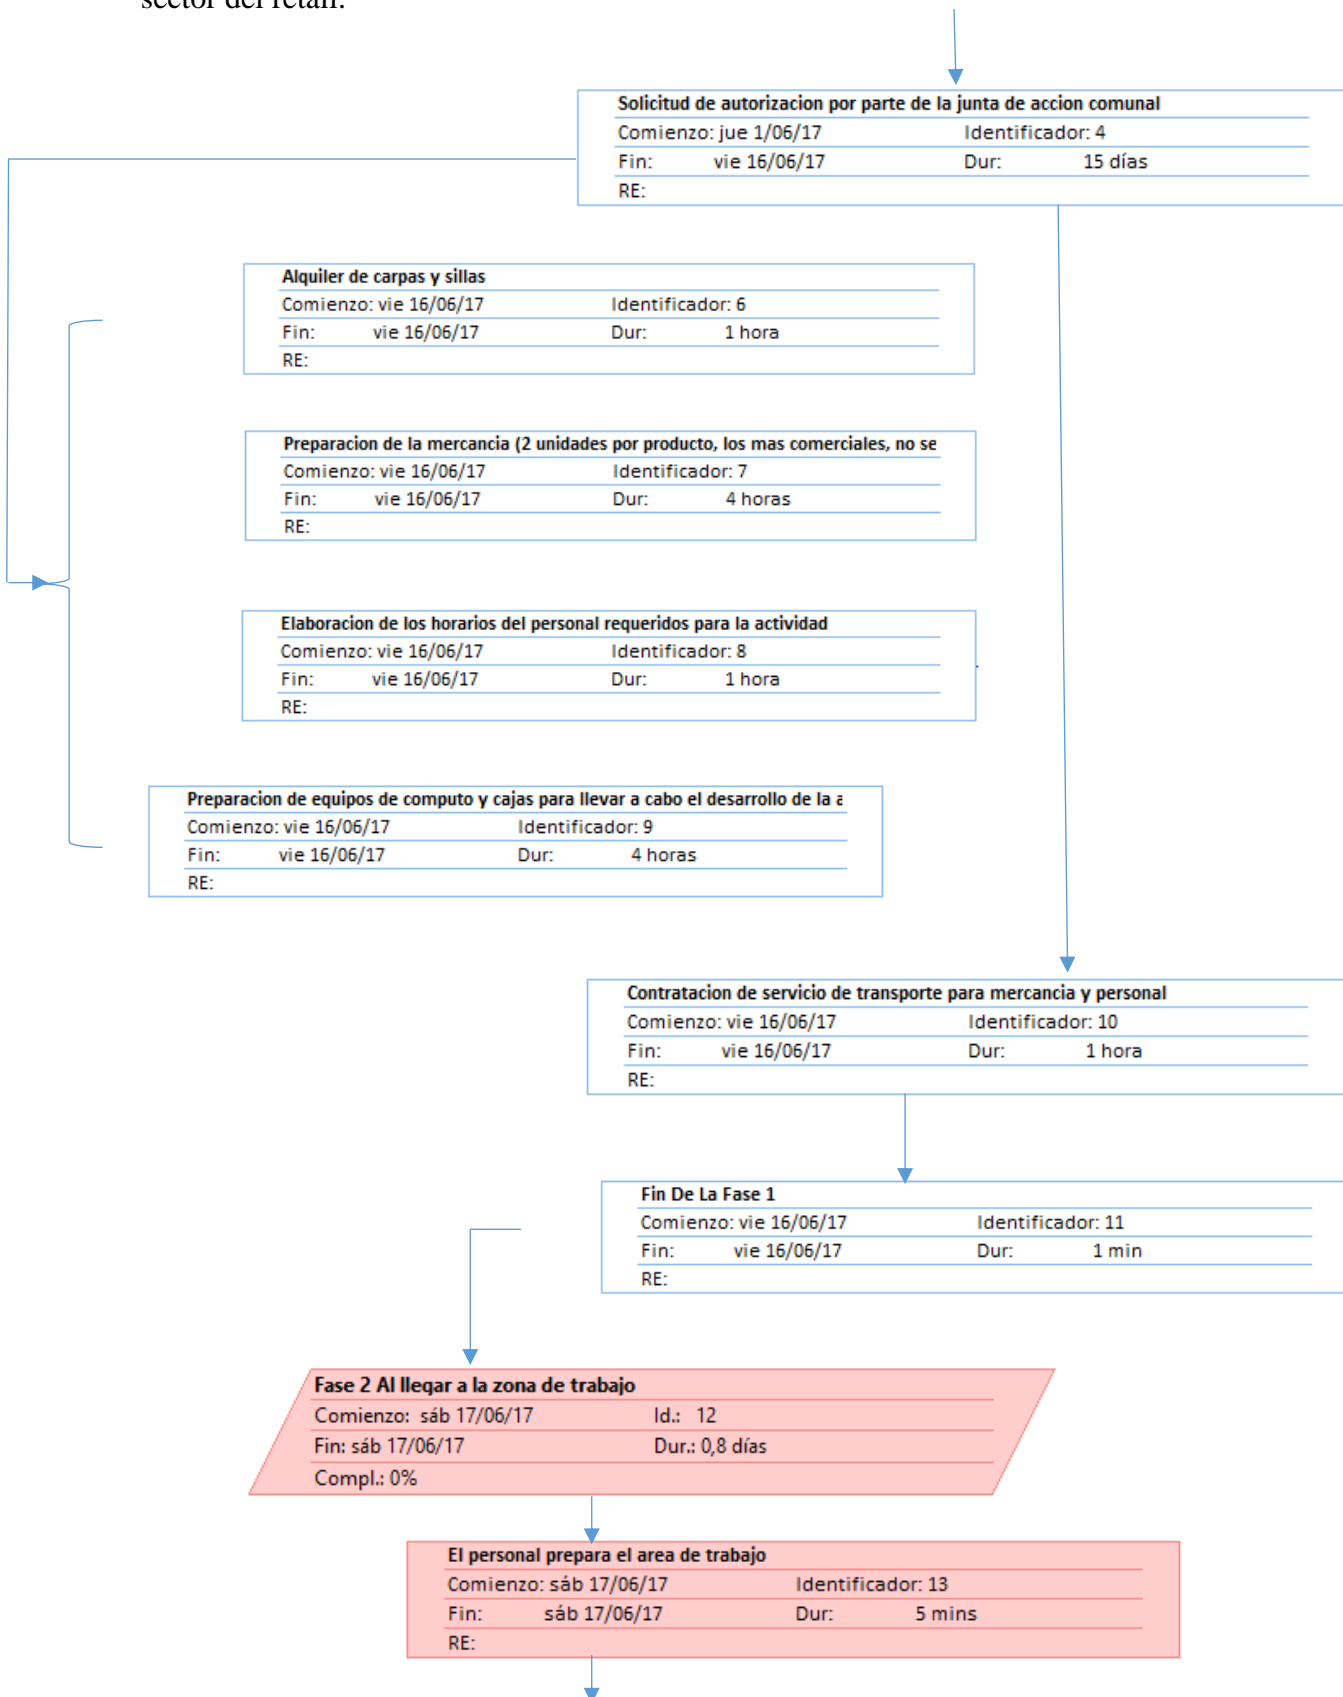 sector del retail.
Solicitud de autorizacion por parte de la junta de accion comunal
Comienzo: jue 1/06/17 Identificador: 4
Fin: vie 16/06/17 Dur: 15 días
RE:
Alquiler de carpas y sillas
Comienzo: vie 16/06/17 Identificador: 6
Fin: vie 16/06/17 Dur: 1 hora
RE:
Preparacion de la mercancia (2 unidades por producto, los mas comerciales, no se
Comienzo: vie 16/06/17 Identificador: 7
Fin: vie 16/06/17 Dur: 4 horas
RE:
Elaboracion de los horarios del personal requeridos para la actividad
Comienzo: vie 16/06/17 Identificador: 8
Fin: vie 16/06/17 Dur: 1 hora
RE:
Preparacion de equipos de computo y cajas para llevar a cabo el desarrollo de la a
Comienzo: vie 16/06/17 Identificador: 9
Fin: vie 16/06/17 Dur: 4 horas
RE:
Contratacion de servicio de transporte para mercancia y personal
Comienzo: vie 16/06/17 Identificador: 10
Fin: vie 16/06/17 Dur: 1 hora
RE:
Fin De La Fase 1
Comienzo: vie 16/06/17 Identificador: 11
Fin: vie 16/06/17 Dur: 1 min
RE:
Fase 2 Al llegar a la zona de trabajo
Comienzo: sáb 17/06/17 Id.: 12
Fin: sáb 17/06/17 Dur.: 0,8 días
Compl.: 0%
El personal prepara el area de trabajo
Comienzo: sáb 17/06/17 Identificador: 13
Fin: sáb 17/06/17 Dur: 5 mins
RE: